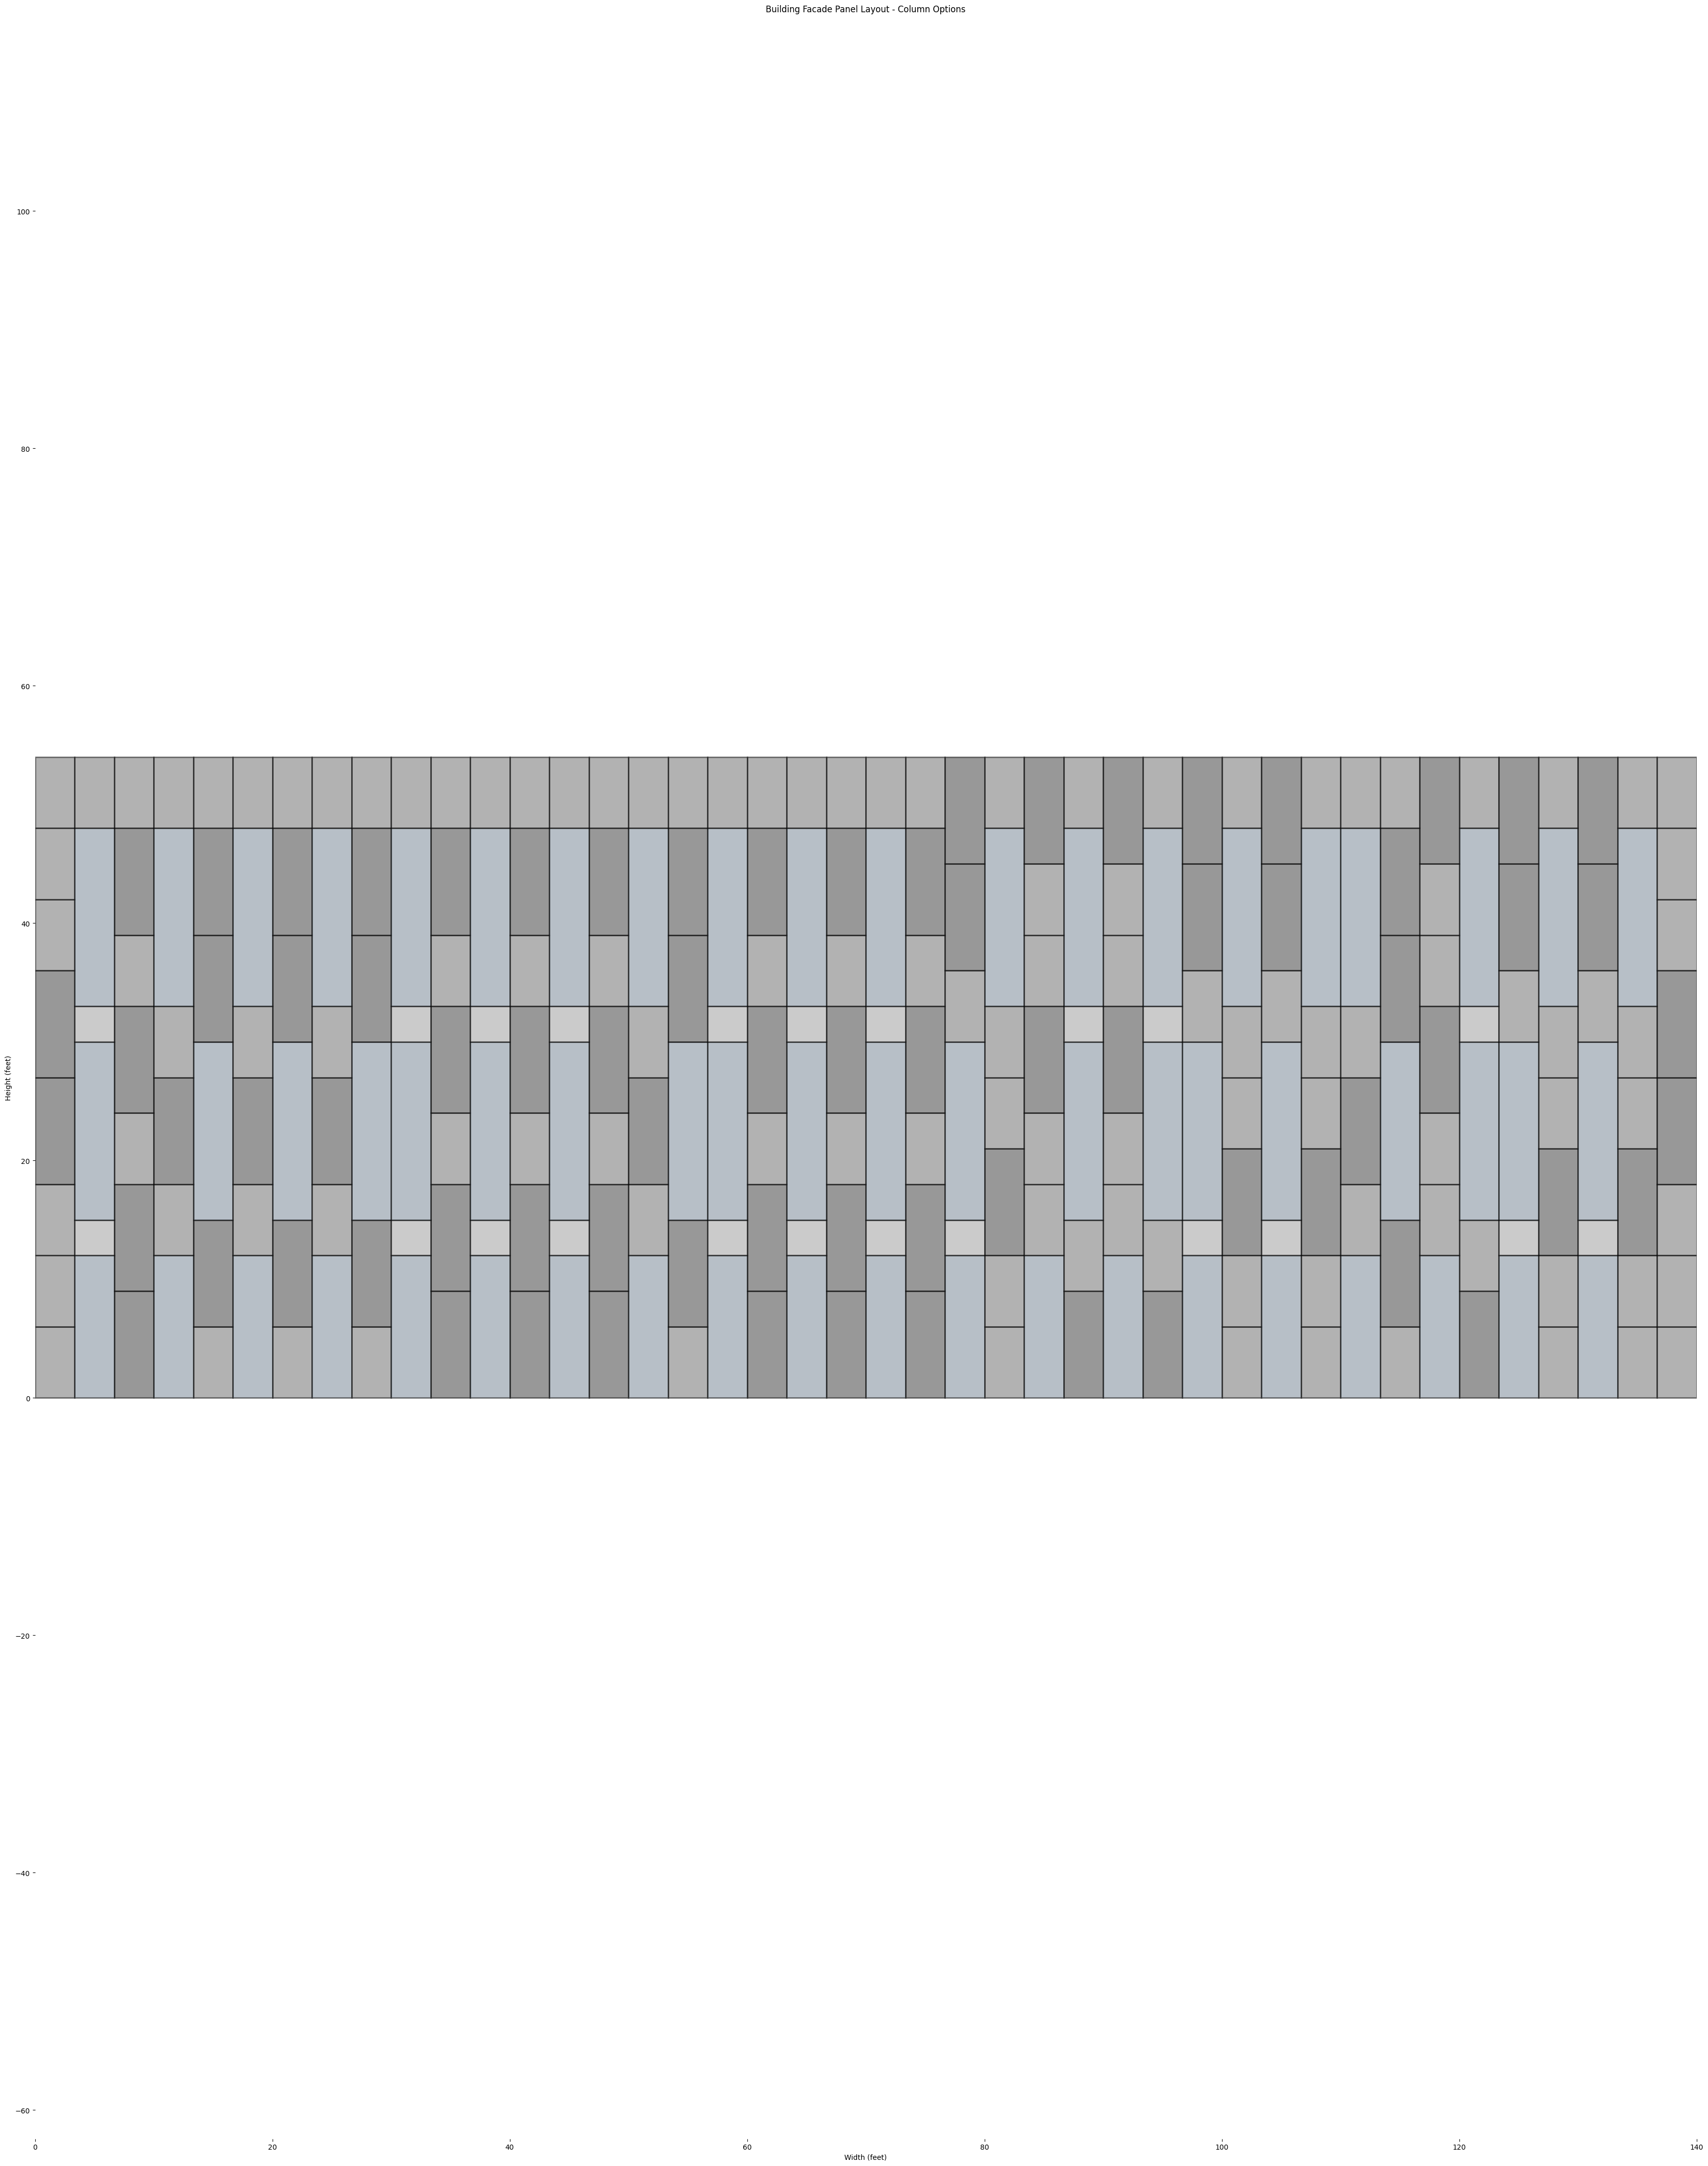 Building Facade Panel Layout - Column Options
100
80
60
40
20
0
−20
−40
−60
Height (feet)
0 20 40 60 80 100 120 140
Width (feet)